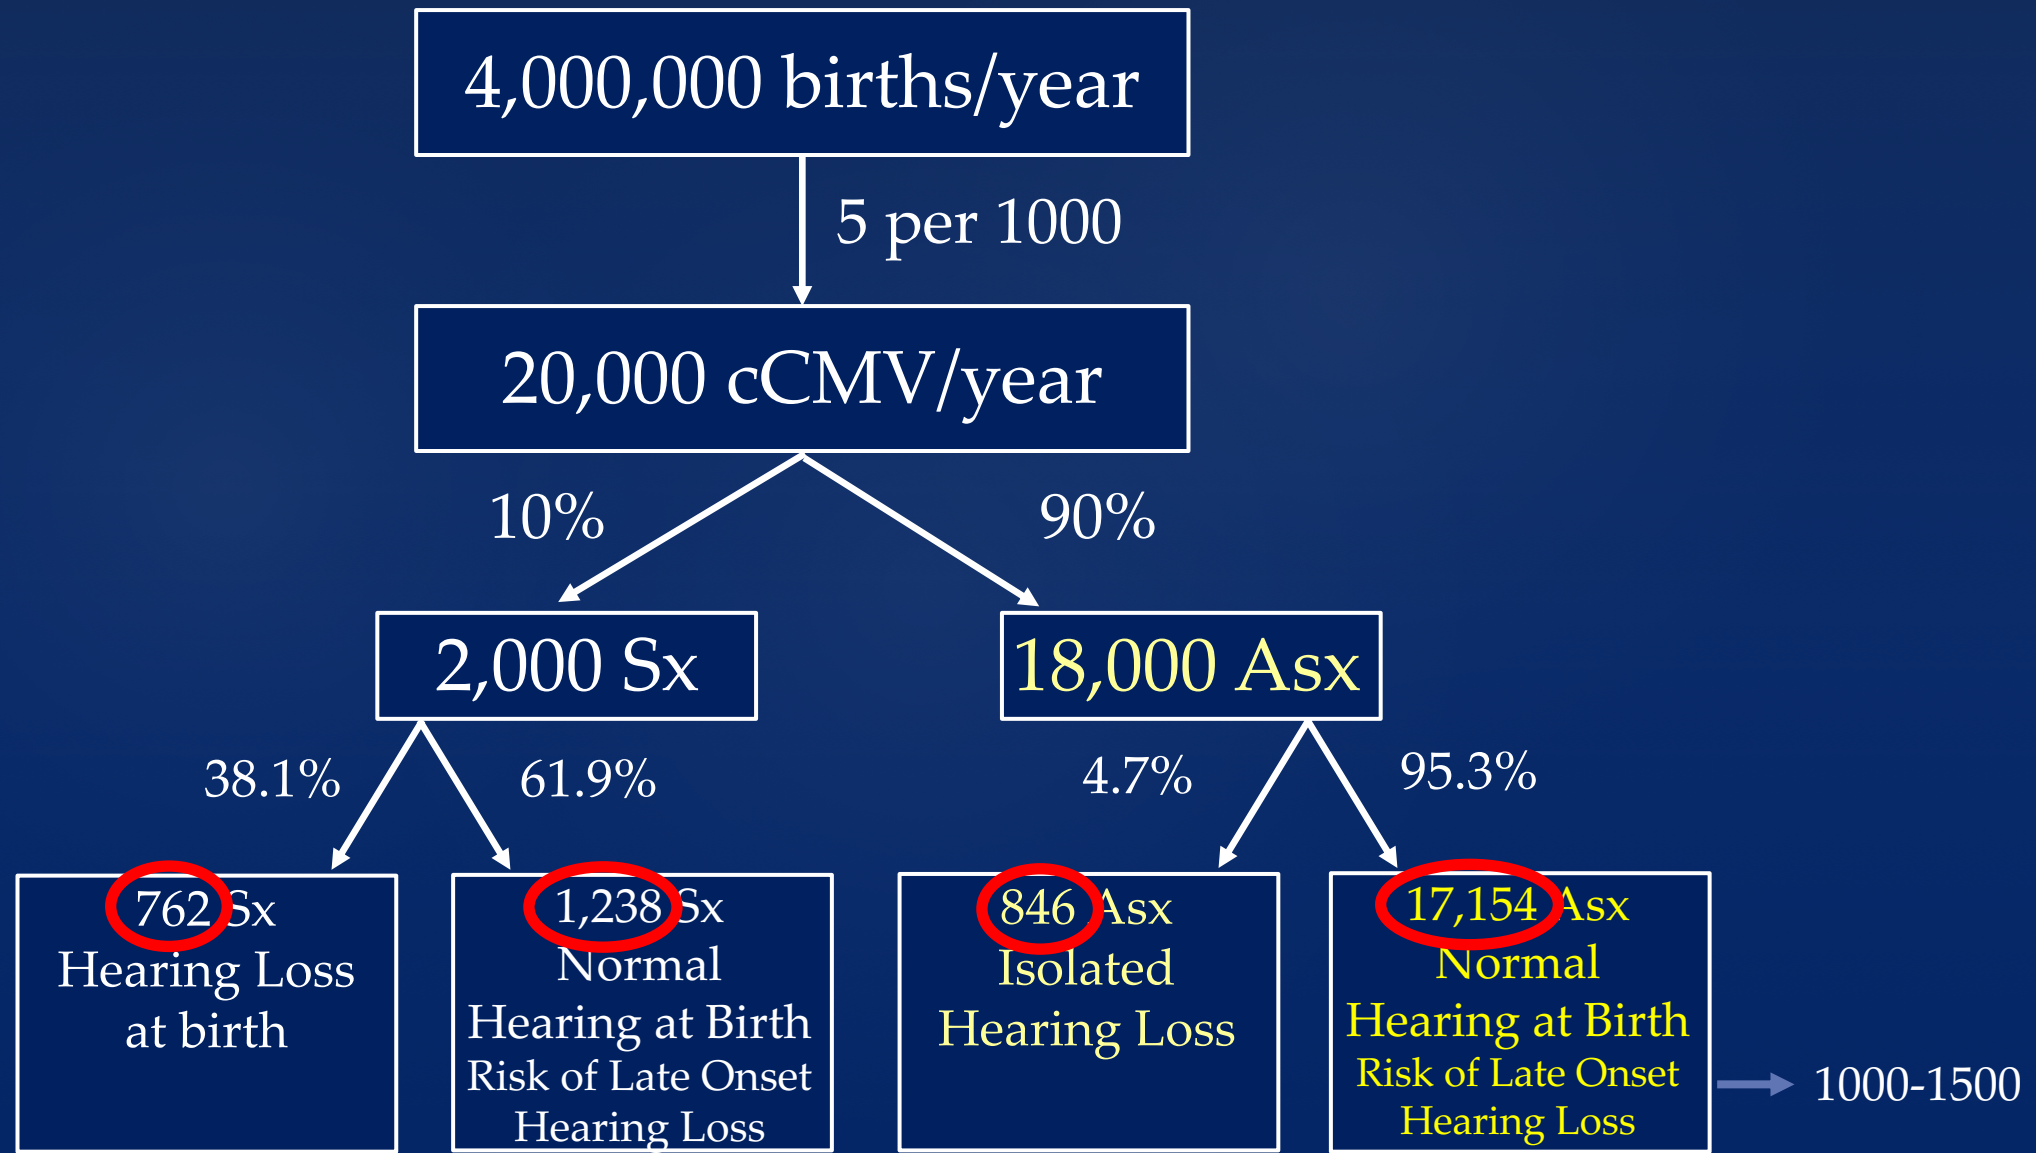 4,000,000 births/year
5 per 1000
20,000 cCMV/year
10%
90%
2,000 Sx
18,000 Asx
38.1%
61.9%
4.7%
95.3%
762 Sx
Hearing Loss
at birth
1,238 Sx
Normal
Hearing at Birth
Risk of Late Onset
Hearing Loss
846 Asx
Isolated
Hearing Loss
17,154 Asx
Normal
Hearing at Birth
Risk of Late Onset
Hearing Loss
1000-1500